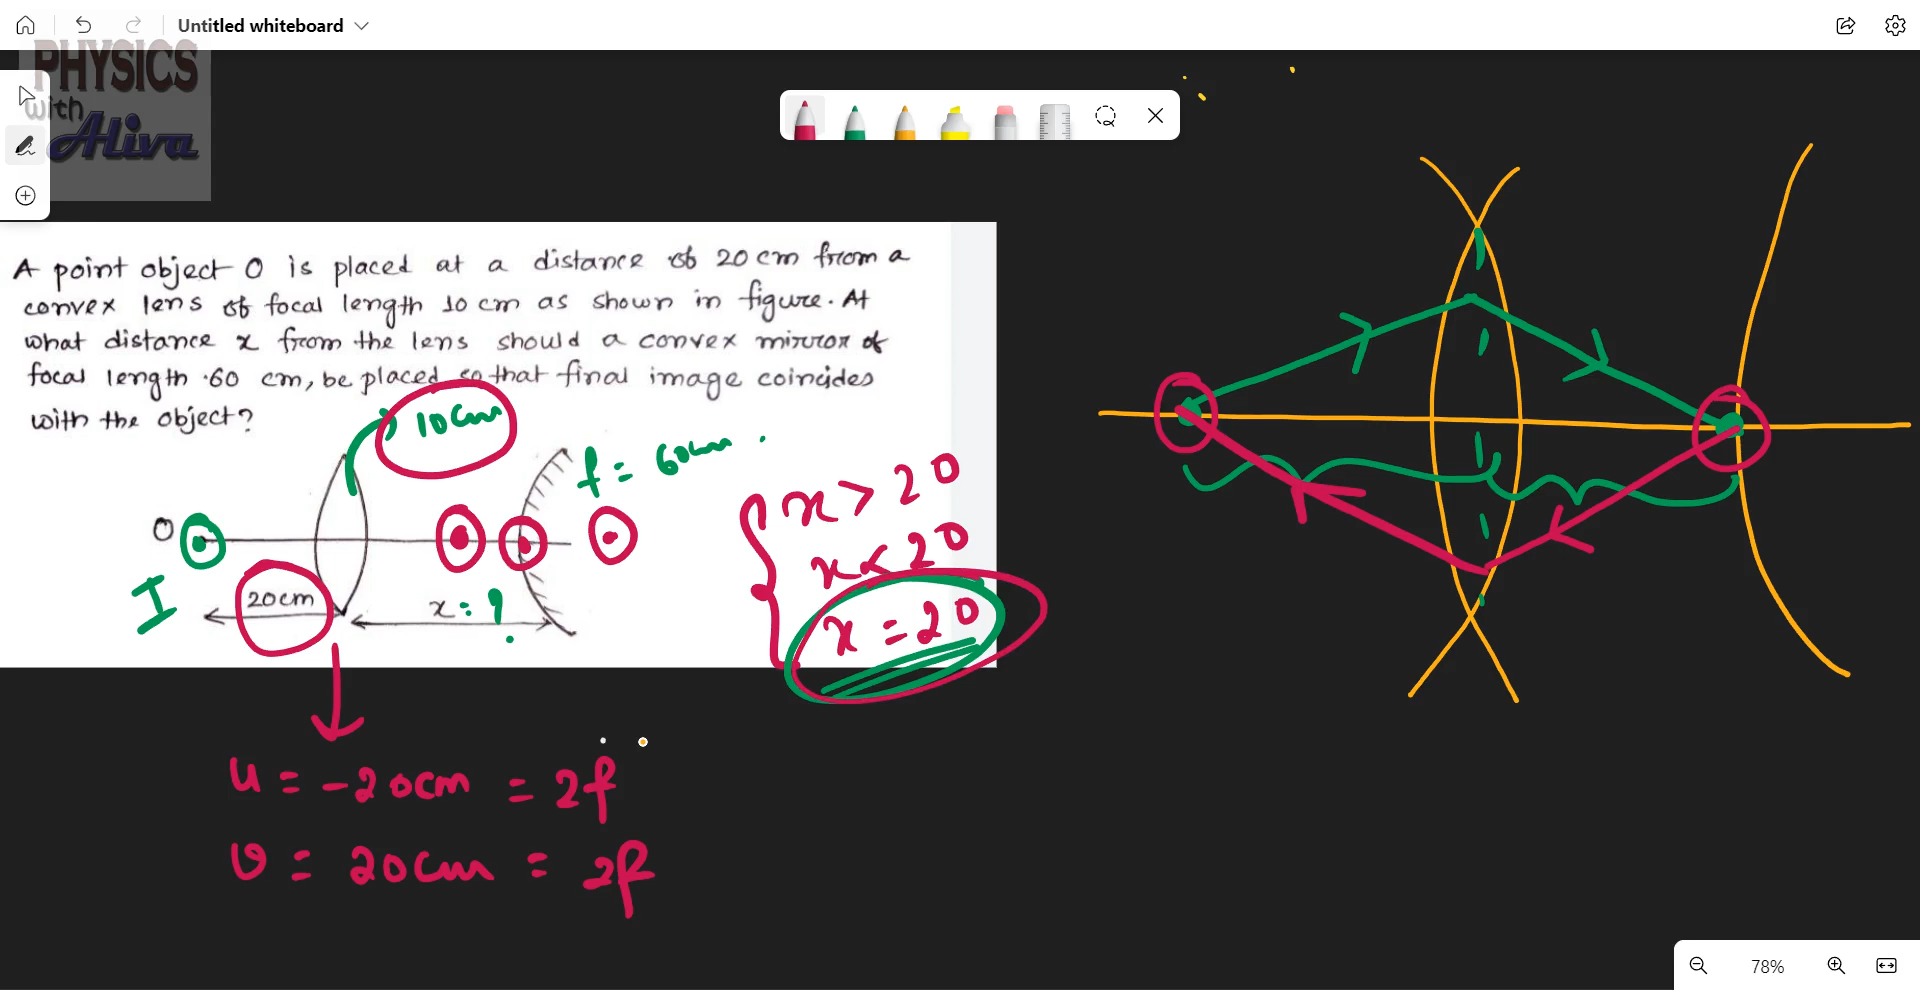 Untitled whiteboard
PHYSICS
with
Aliva
A point object O is placed at a distance of 20 cm from a
convex lens of focal length 10 cm as shown in figure. At
what distance x from the lens should a convex mirror of
focal length 60 cm, be placed so that final image coincides
with the object?
10cm
f = 60cm
O
I
20cm
x = ?
x > 20
x < 20
x = 20
u = -20cm = 2f
v = 20cm = 2f
78%